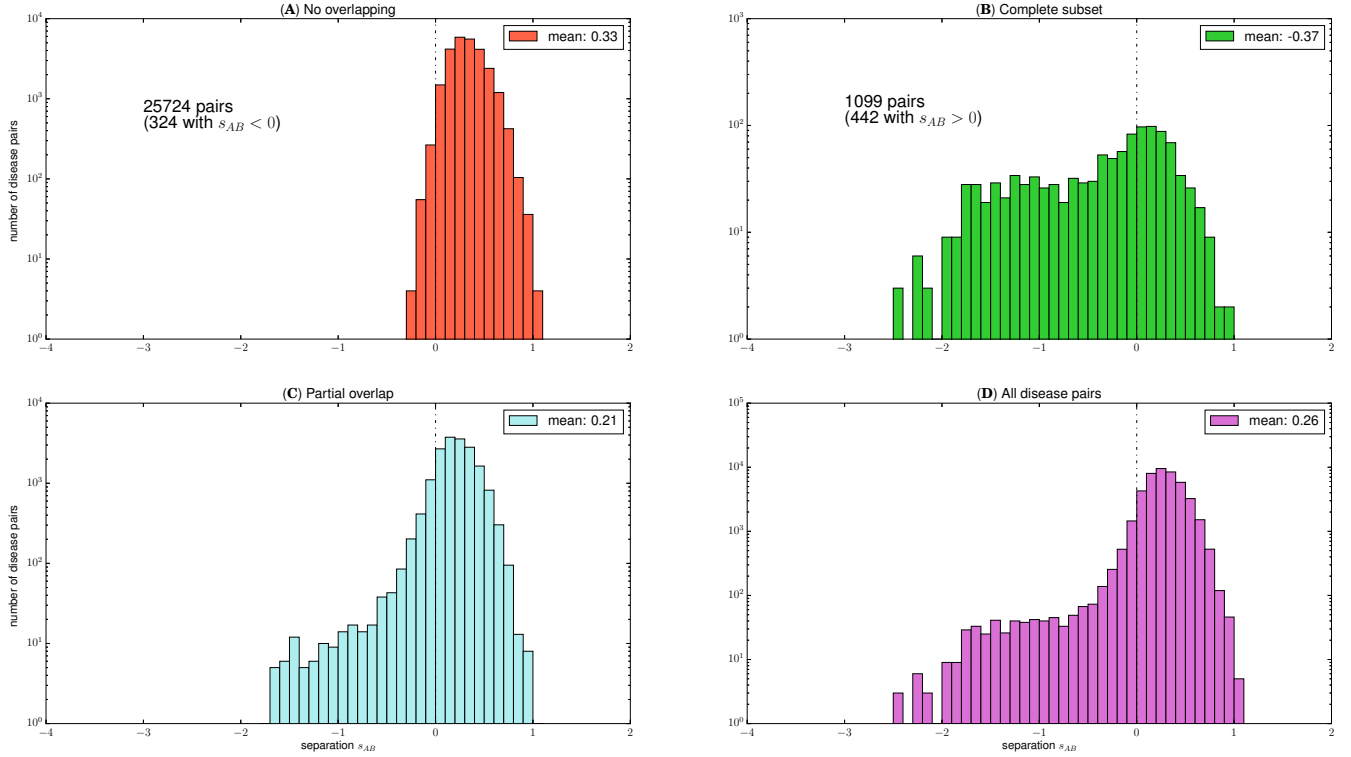 (A) No overlapping
10^4
10^3
10^2
10^1
10^0
number of disease pairs
mean: 0.33
25724 pairs
(324 with s_AB < 0)
−4 −3 −2 −1 0 1 2
(B) Complete subset
10^3
10^2
10^1
10^0
mean: -0.37
1099 pairs
(442 with s_AB > 0)
−4 −3 −2 −1 0 1 2
(C) Partial overlap
10^4
10^3
10^2
10^1
10^0
number of disease pairs
mean: 0.21
−4 −3 −2 −1 0 1 2
separation s_AB
(D) All disease pairs
10^5
10^4
10^3
10^2
10^1
10^0
mean: 0.26
−4 −3 −2 −1 0 1 2
separation s_AB